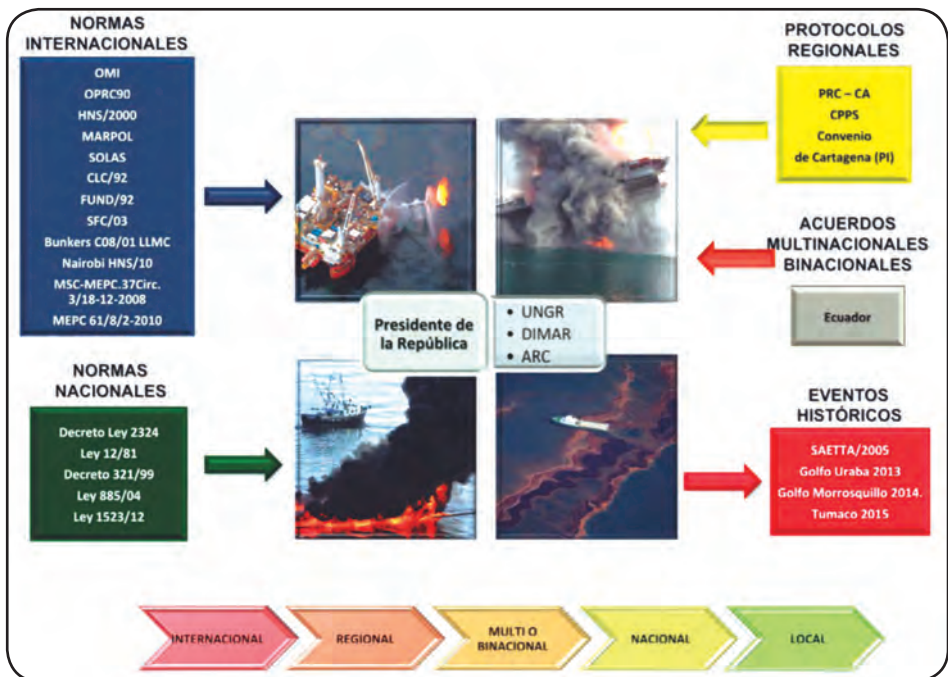 NORMAS
INTERNACIONALES
OMI
OPRC90
HNS/2000
MARPOL
SOLAS
CLC/92
FUND/92
SFC/03
Bunkers C08/01 LLMC
Nairobi HNS/10
MSC-MEPC.37Circ.
3/18-12-2008
MEPC 61/8/2-2010
NORMAS
NACIONALES
Decreto Ley 2324
Ley 12/81
Decreto 321/99
Ley 885/04
Ley 1523/12
Presidente de
la República
• UNGR
• DIMAR
• ARC
PROTOCOLOS
REGIONALES
PRC – CA
CPPS
Convenio
de Cartagena (PI)
ACUERDOS
MULTINACIONALES
BINACIONALES
Ecuador
EVENTOS
HISTÓRICOS
SAETTA/2005
Golfo Uraba 2013
Golfo Morrosquillo 2014.
Tumaco 2015
INTERNACIONAL
REGIONAL
MULTI O
BINACIONAL
NACIONAL
LOCAL